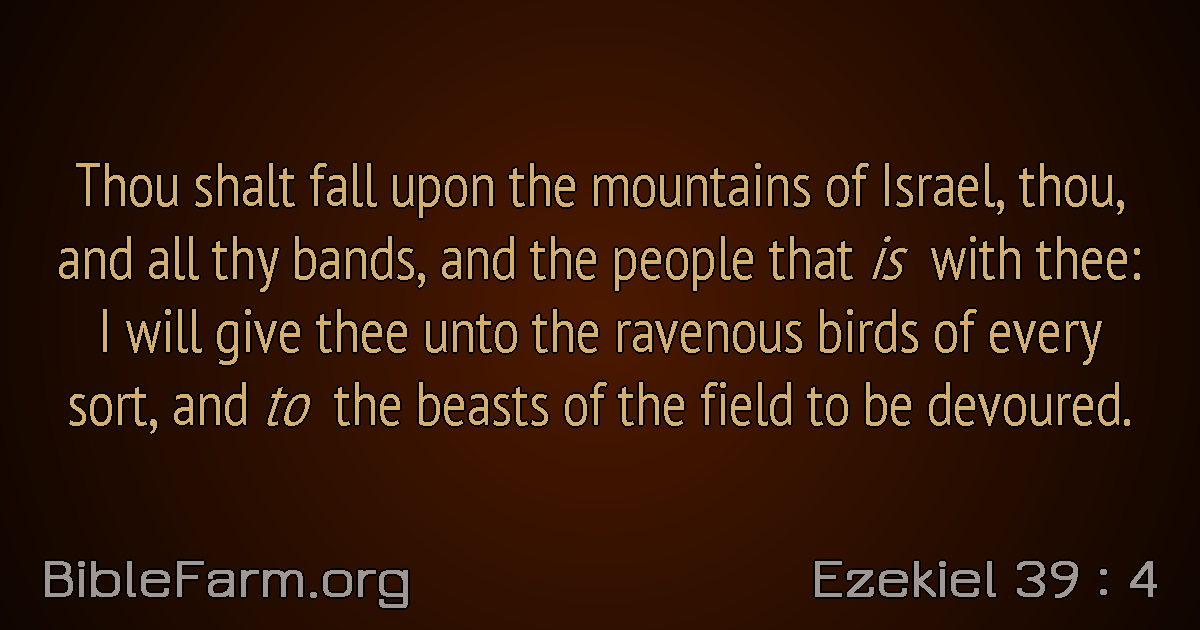 Thou shalt fall upon the mountains of Israel, thou,
and all thy bands, and the people that is with thee:
I will give thee unto the ravenous birds of every
sort, and to the beasts of the field to be devoured.
BibleFarm.org
Ezekiel 39 : 4